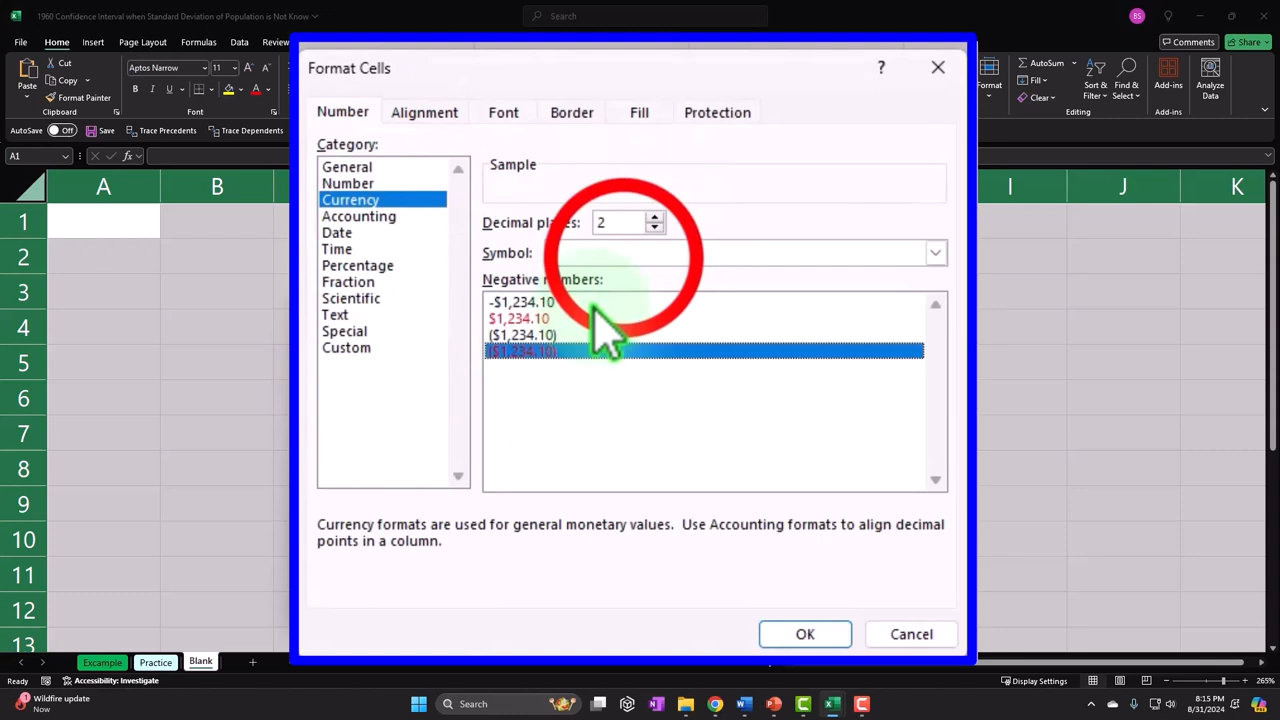 1960 Confidence Interval when Standard Deviation of Population is Not Know
Search
BS
File Home Insert Page Layout Formulas Data Review
Comments Share
Paste
Cut
Copy
Format Painter
Clipboard
Aptos Narrow 11
B I U
Font
Format
AutoSum
Fill
Clear
Sort & Filter
Find & Select
Editing
Add-ins
Add-ins
Analyze Data
AutoSave Off Save Trace Precedents Trace Dependents
A1 fx
Format Cells
?
Number Alignment Font Border Fill Protection
Category:
General
Number
Currency
Accounting
Date
Time
Percentage
Fraction
Scientific
Text
Special
Custom
Sample
Decimal places: 2
Symbol:
Negative numbers:
-$1,234.10
$1,234.10
($1,234.10)
($1,234.10)
Currency formats are used for general monetary values. Use Accounting formats to align decimal
points in a column.
OK Cancel
A B I J K
1
2
3
4
5
6
7
8
9
10
11
12
13
Excample Practice Blank
Ready Accessibility: Investigate
Display Settings 265%
Wildfire update
Now
Search
8:15 PM
8/31/2024